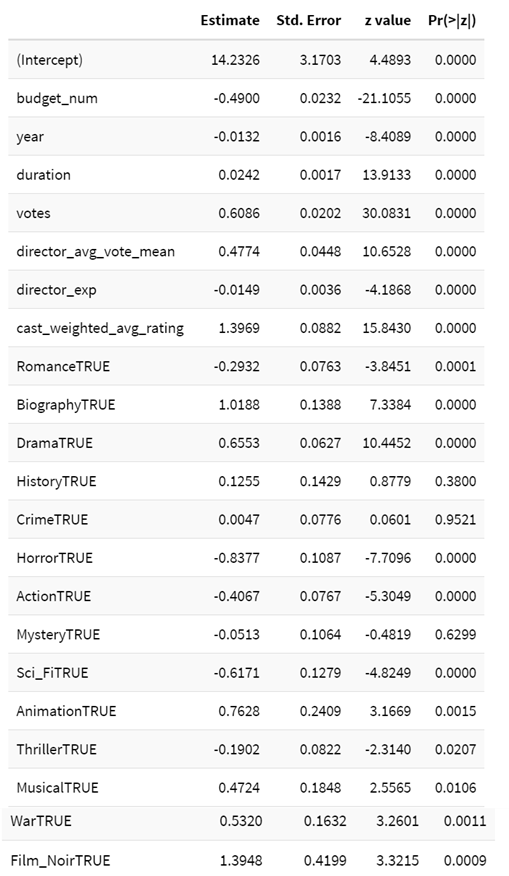 Estimate Std. Error z value Pr(>|z|)
(Intercept) 14.2326 3.1703 4.4893 0.0000
budget_num -0.4900 0.0232 -21.1055 0.0000
year -0.0132 0.0016 -8.4089 0.0000
duration 0.0242 0.0017 13.9133 0.0000
votes 0.6086 0.0202 30.0831 0.0000
director_avg_vote_mean 0.4774 0.0448 10.6528 0.0000
director_exp -0.0149 0.0036 -4.1868 0.0000
cast_weighted_avg_rating 1.3969 0.0882 15.8430 0.0000
RomanceTRUE -0.2932 0.0763 -3.8451 0.0001
BiographyTRUE 1.0188 0.1388 7.3384 0.0000
DramaTRUE 0.6553 0.0627 10.4452 0.0000
HistoryTRUE 0.1255 0.1429 0.8779 0.3800
CrimeTRUE 0.0047 0.0776 0.0601 0.9521
HorrorTRUE -0.8377 0.1087 -7.7096 0.0000
ActionTRUE -0.4067 0.0767 -5.3049 0.0000
MysteryTRUE -0.0513 0.1064 -0.4819 0.6299
Sci_FiTRUE -0.6171 0.1279 -4.8249 0.0000
AnimationTRUE 0.7628 0.2409 3.1669 0.0015
ThrillerTRUE -0.1902 0.0822 -2.3140 0.0207
MusicalTRUE 0.4724 0.1848 2.5565 0.0106
WarTRUE 0.5320 0.1632 3.2601 0.0011
Film_NoirTRUE 1.3948 0.4199 3.3215 0.0009